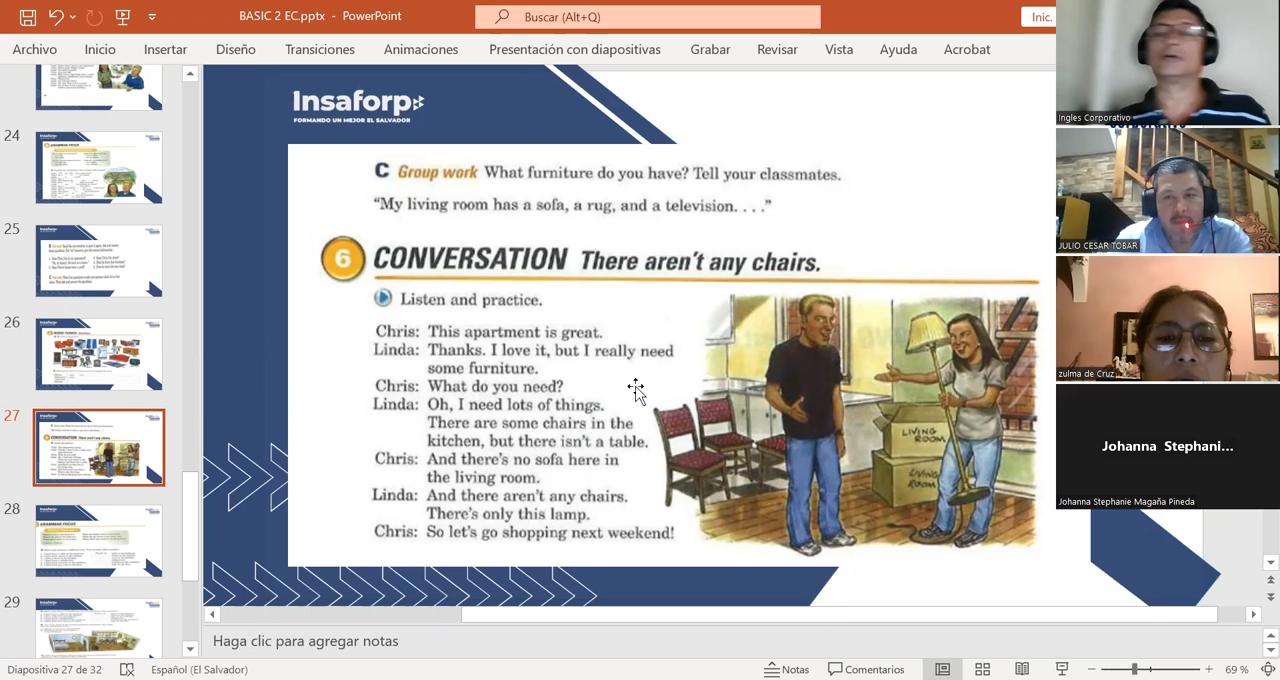 BASIC 2 EC.pptx - PowerPoint
Buscar (Alt+Q)
Inic.
Archivo Inicio Insertar Diseño Transiciones Animaciones Presentación con diapositivas Grabar Revisar Vista Ayuda Acrobat
24
25
26
27
28
29
Insaforp
FORMANDO UN MEJOR EL SALVADOR
C Group work What furniture do you have? Tell your classmates.
“My living room has a sofa, a rug, and a television. . . .”
6 CONVERSATION There aren't any chairs.
Listen and practice.
Chris: This apartment is great.
Linda: Thanks. I love it, but I really need
some furniture.
Chris: What do you need?
Linda: Oh, I need lots of things.
There are some chairs in the
kitchen, but there isn't a table.
Chris: And there's no sofa here in
the living room.
Linda: And there aren't any chairs.
There's only this lamp.
Chris: So let's go shopping next weekend!
LIVING
ROOM
LIVING
ROOM
Ingles Corporativo
JULIO CESAR TOBAR
zulma de Cruz
Johanna Stephani...
Johanna Stephanie Magaña Pineda
Haga clic para agregar notas
Diapositiva 27 de 32 Español (El Salvador) Notas Comentarios 69 %